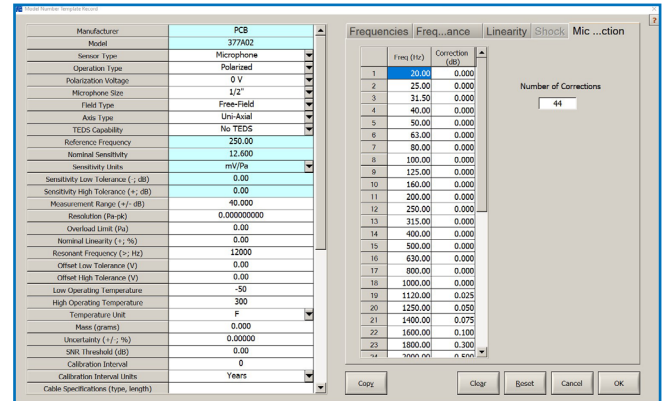 Model Number Template Record
?
Manufacturer PCB
Model 377A02
Sensor Type Microphone
Operation Type Polarized
Polarization Voltage 0 V
Microphone Size 1/2"
Field Type Free-Field
Axis Type Uni-Axial
TEDS Capability No TEDS
Reference Frequency 250.00
Nominal Sensitivity 12.600
Sensitivity Units mV/Pa
Sensitivity Low Tolerance (-; dB) 0.00
Sensitivity High Tolerance (+; dB) 0.00
Measurement Range (+/- dB) 40.000
Resolution (Pa-pk) 0.000000000
Overload Limit (Pa) 0.00
Nominal Linearity (+; %) 0.00
Resonant Frequency (>; Hz) 12000
Offset Low Tolerance (V) 0.00
Offset High Tolerance (V) 0.00
Low Operating Temperature -50
High Operating Temperature 300
Temperature Unit F
Mass (grams) 0.000
Uncertainty (+/-; %) 0.00000
SNR Threshold (dB) 0.00
Calibration Interval 0
Calibration Interval Units Years
Cable Specifications (type, length)
Frequencies Freq...ance Linearity Shock Mic ...ction
Freq (Hz) Correction (dB)
1 20.00 0.000
2 25.00 0.000
3 31.50 0.000
4 40.00 0.000
5 50.00 0.000
6 63.00 0.000
7 80.00 0.000
8 100.00 0.000
9 125.00 0.000
10 160.00 0.000
11 200.00 0.000
12 250.00 0.000
13 315.00 0.000
14 400.00 0.000
15 500.00 0.000
16 630.00 0.000
17 800.00 0.000
18 1000.00 0.000
19 1120.00 0.025
20 1250.00 0.050
21 1400.00 0.075
22 1600.00 0.100
23 1800.00 0.300
24 2000.00 0.500
Number of Corrections
44
Copy Clear Reset Cancel OK